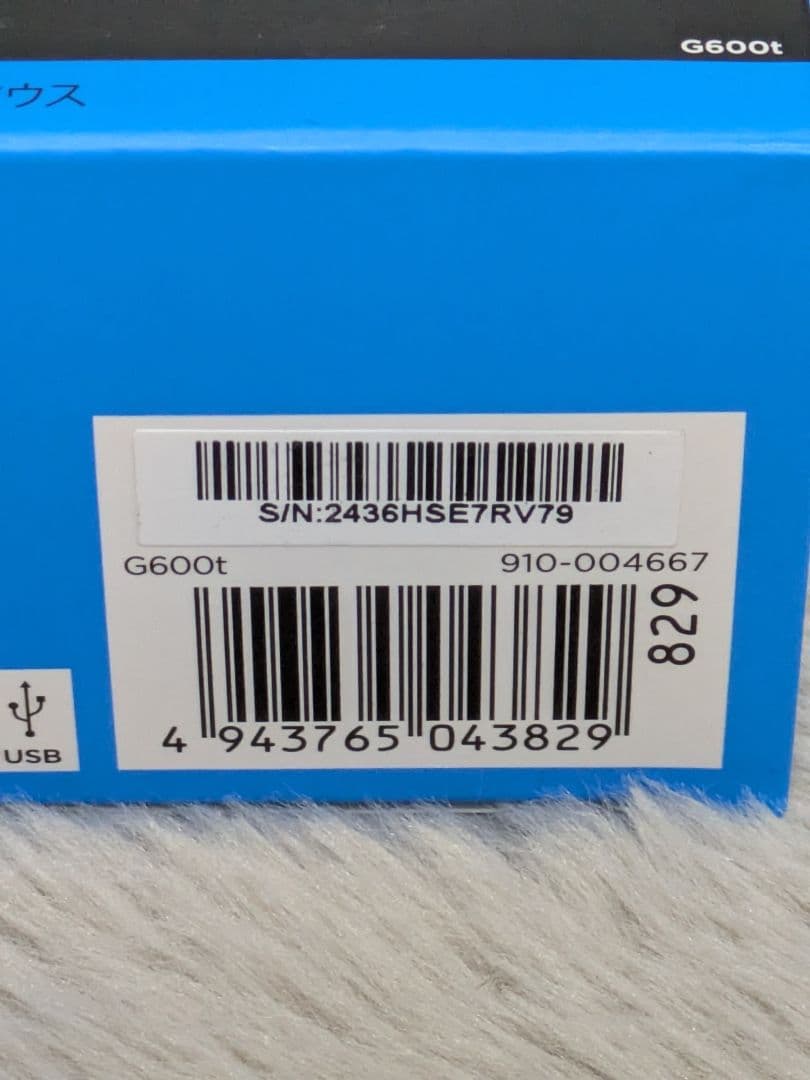 G600t
ウス
S/N:2436HSE7RV79
G600t 910-004667
829
4 943765 043829
USB